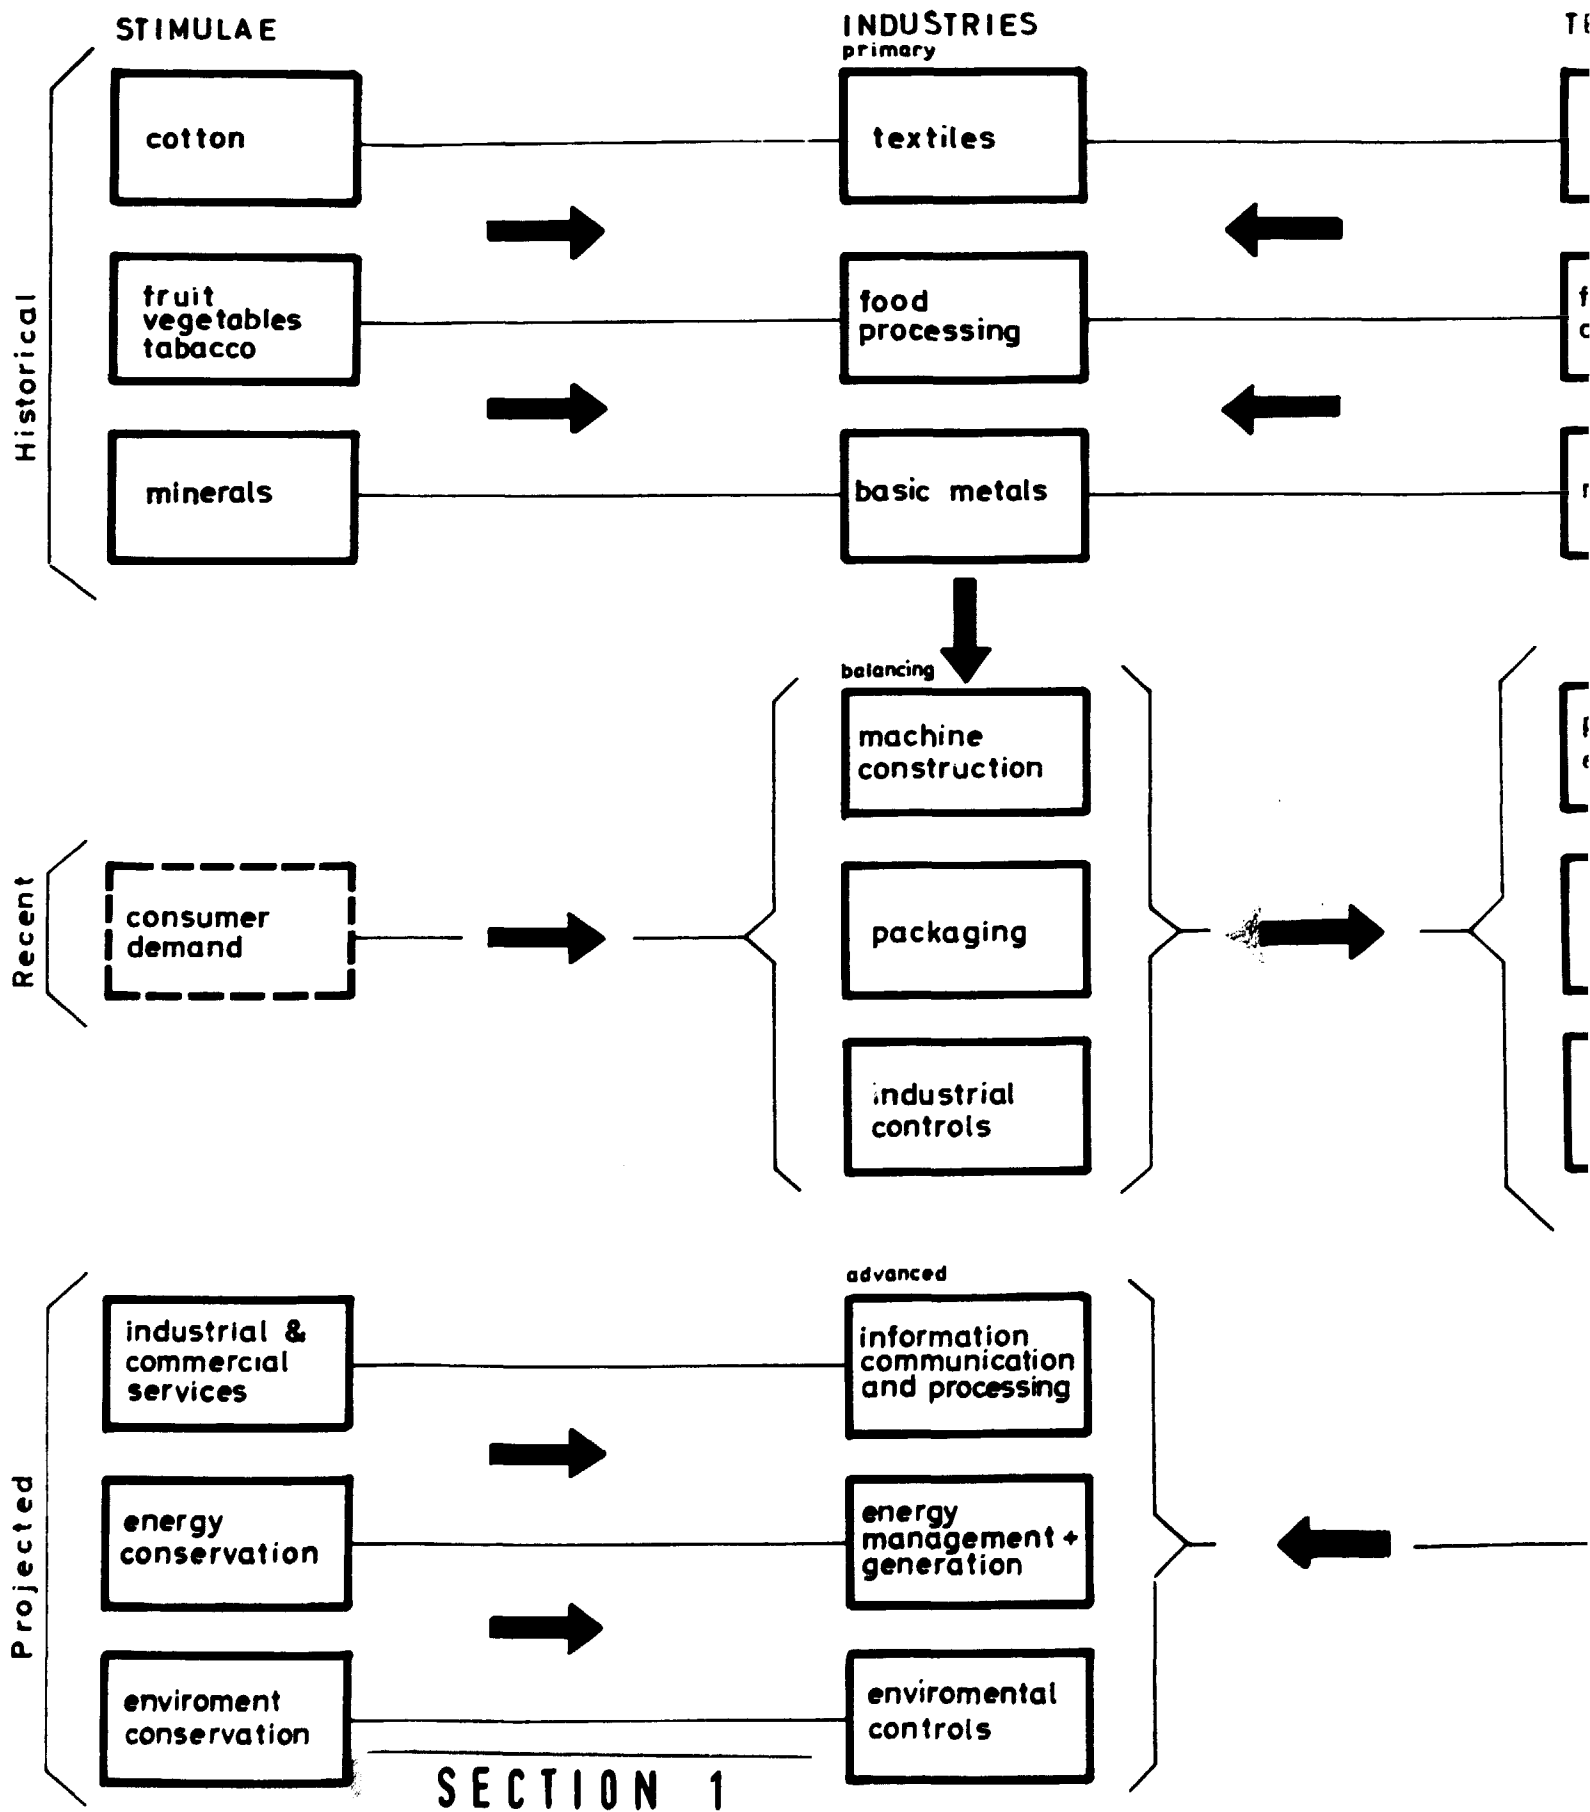 STIMULAE
INDUSTRIES
primary
Historical
cotton
textiles
fruit
vegetables
tabacco
food
processing
minerals
basic metals
balancing
machine
construction
Recent
consumer
demand
packaging
industrial
controls
advanced
Projected
industrial &
commercial
services
information
communication
and processing
energy
conservation
energy
management +
generation
enviroment
conservation
enviromental
controls
SECTION 1